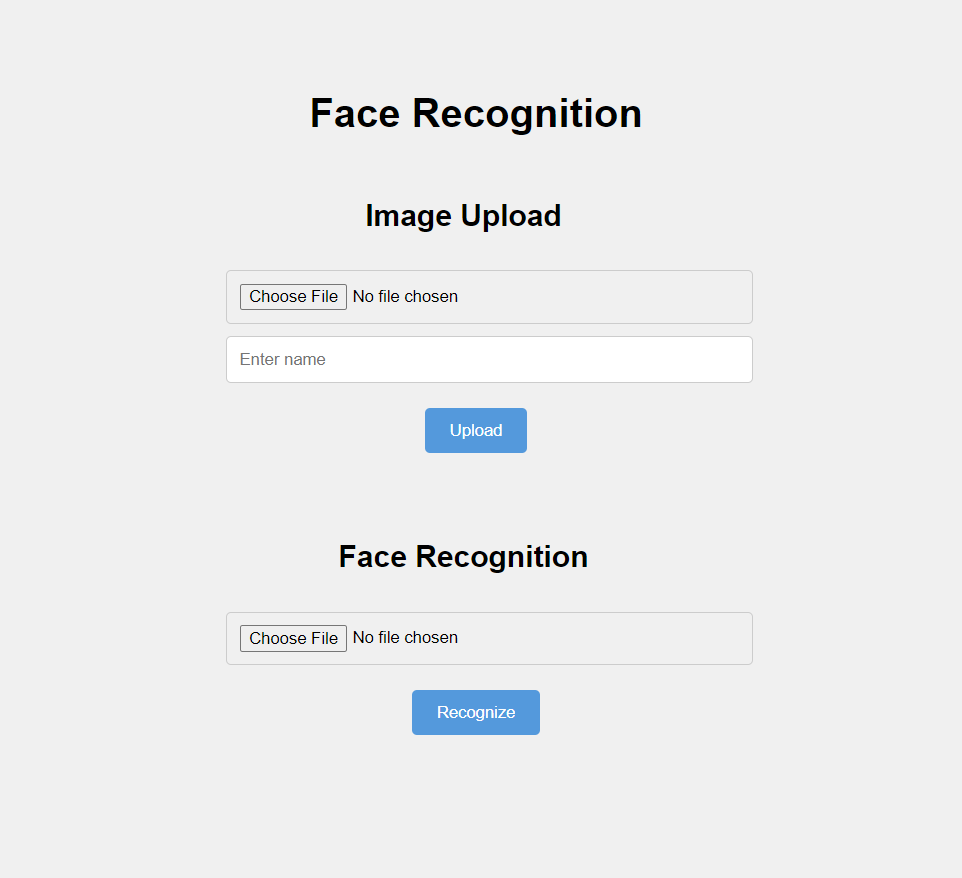 Face Recognition
Image Upload
Choose File No file chosen
Enter name
Upload
Face Recognition
Choose File No file chosen
Recognize